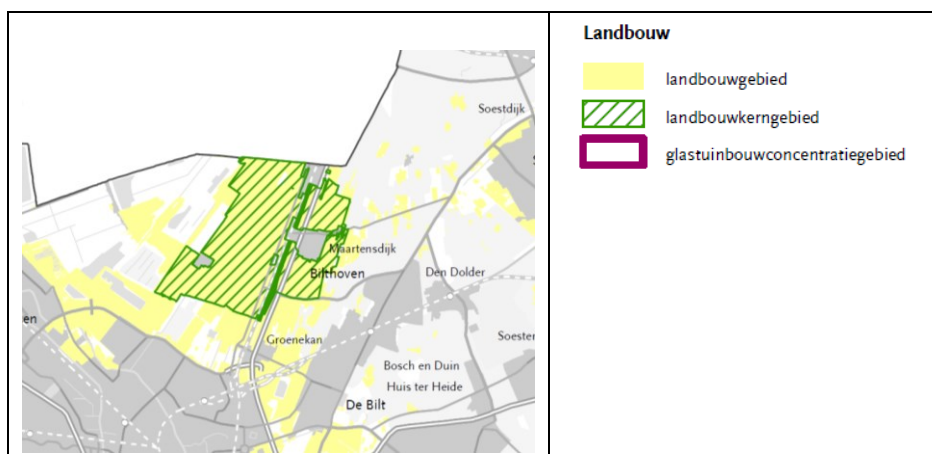 Soestdijk
Maartensdijk
Bilthoven
Den Dolder
Groenekan
Soester
Bosch en Duin
Huis ter Heide
De Bilt
en
Landbouw
landbouwgebied
landbouwkerngebied
glastuinbouwconcentratiegebied